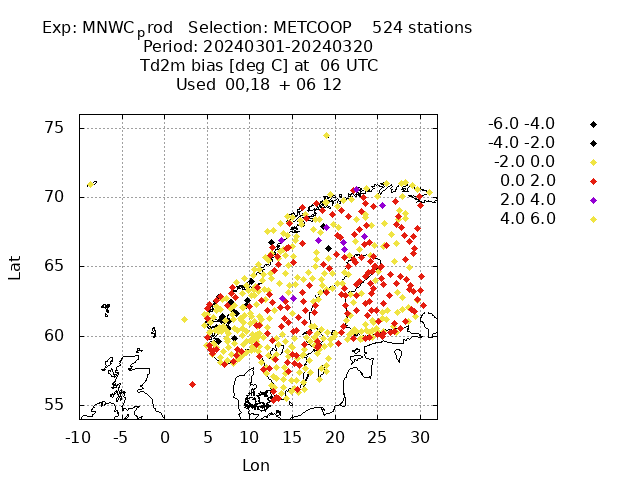 Exp: MNWCprod   Selection: METCOOP    524 stations
Period: 20240301-20240320
Td2m bias [deg C] at  06 UTC
Used  00,18  + 06 12
75
70
65
60
55
Lat
-10 -5 0 5 10 15 20 25 30
Lon
-6.0 -4.0
-4.0 -2.0
-2.0 0.0
0.0 2.0
2.0 4.0
4.0 6.0